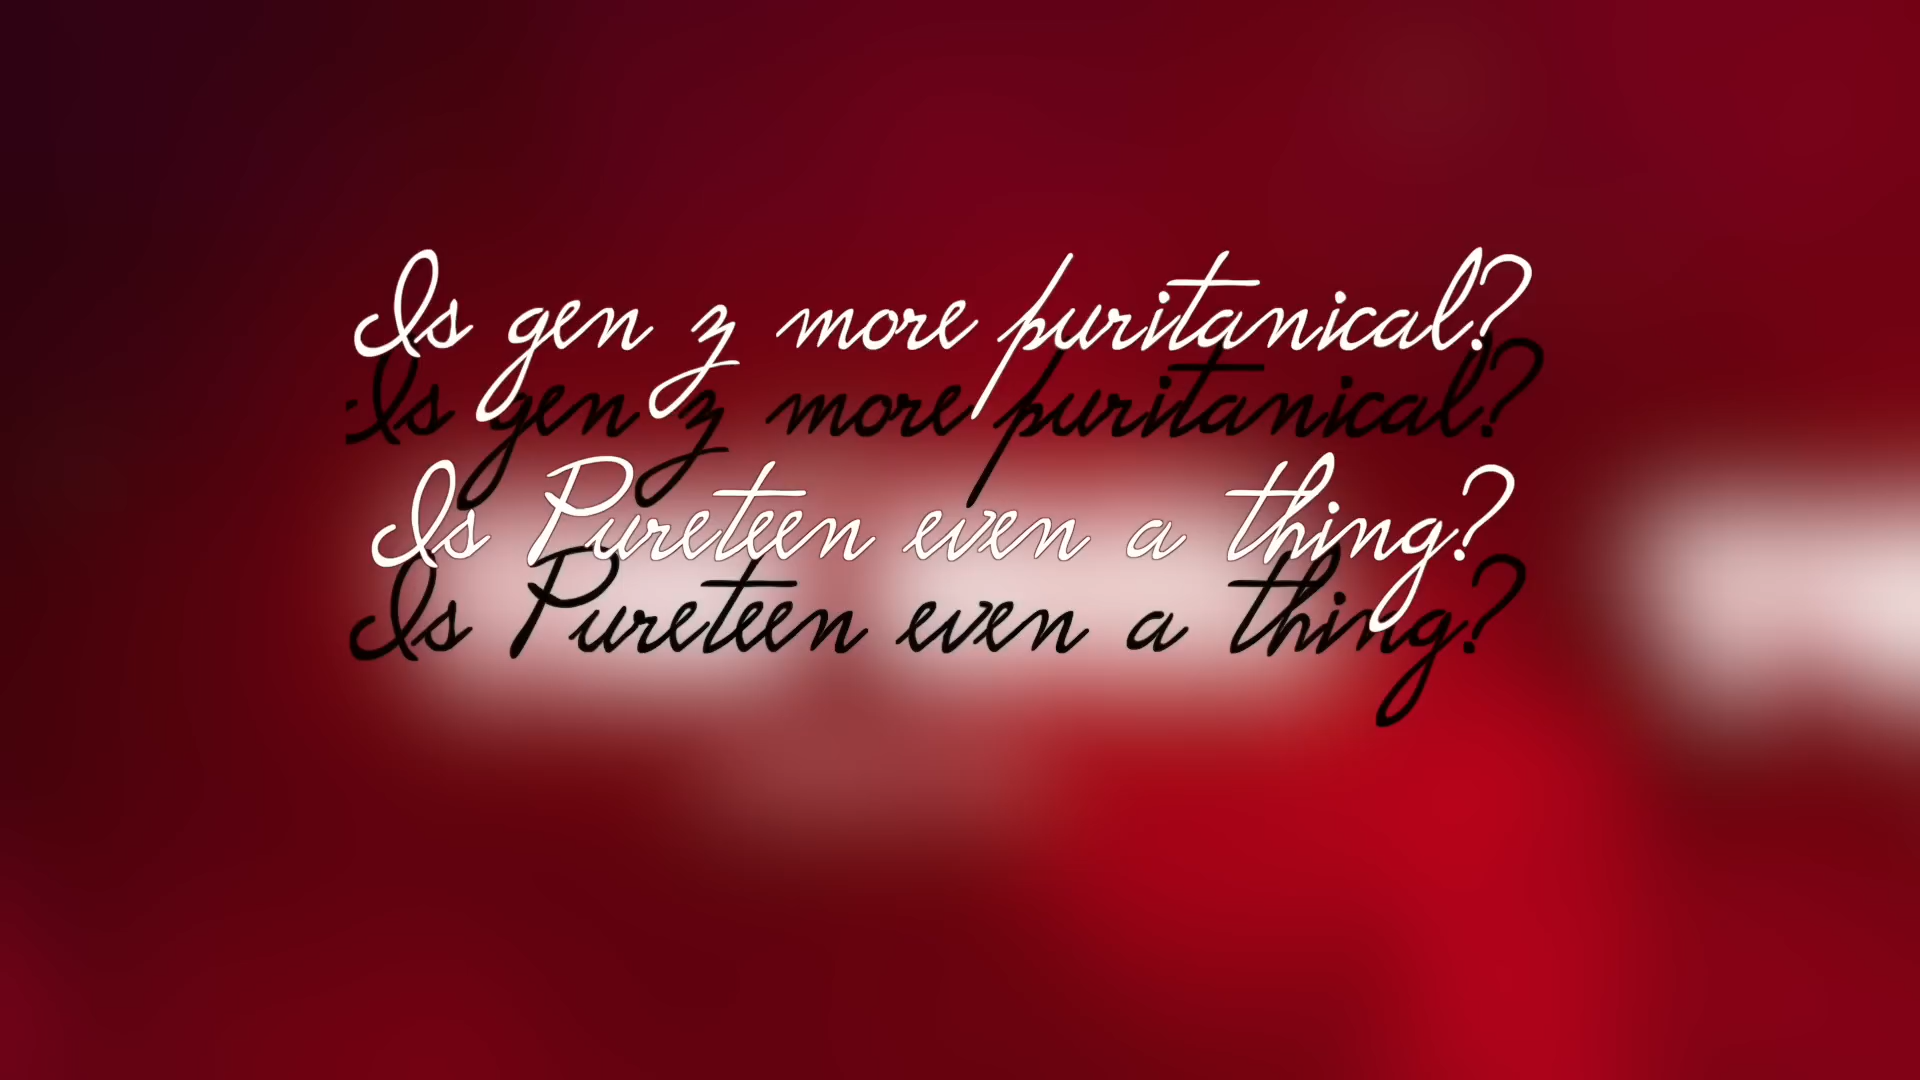 Is gen z more puritanical?
Is gen z more puritanical?
Is Pureteen even a thing?
Is Pureteen even a thing?